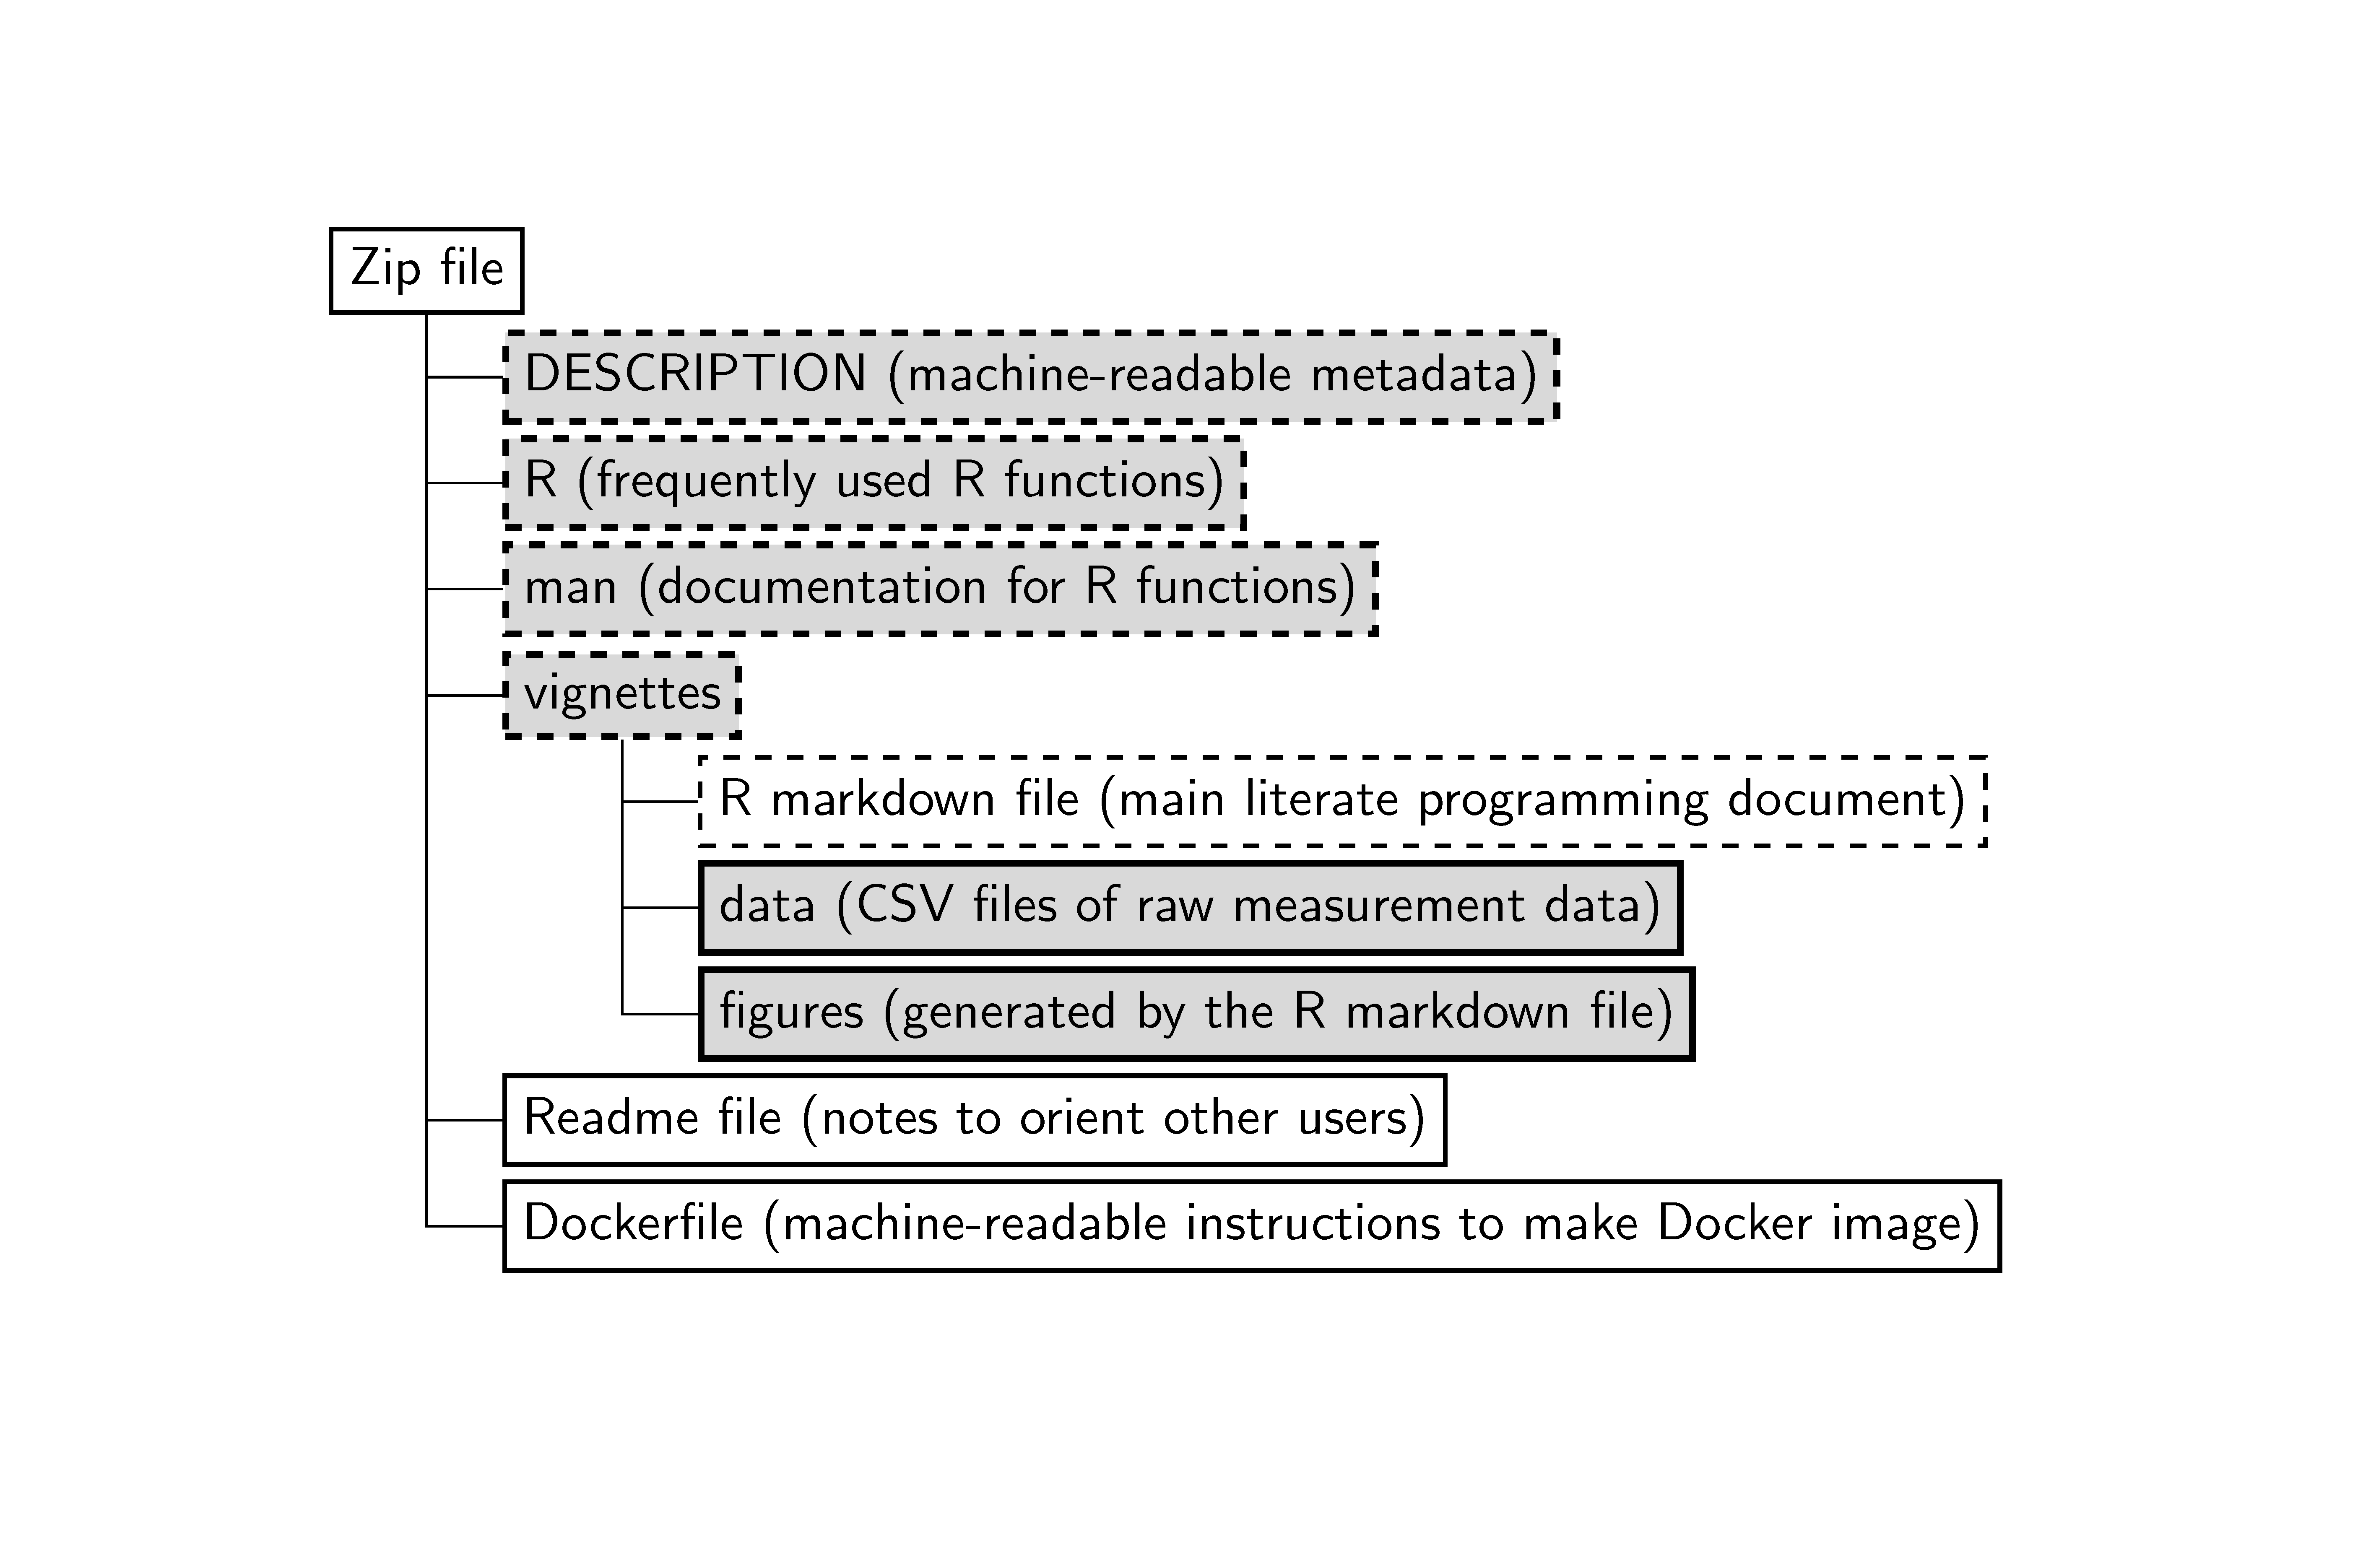 Zip file
DESCRIPTION (machine-readable metadata)
R (frequently used R functions)
man (documentation for R functions)
vignettes
R markdown file (main literate programming document)
data (CSV files of raw measurement data)
figures (generated by the R markdown file)
Readme file (notes to orient other users)
Dockerfile (machine-readable instructions to make Docker image)